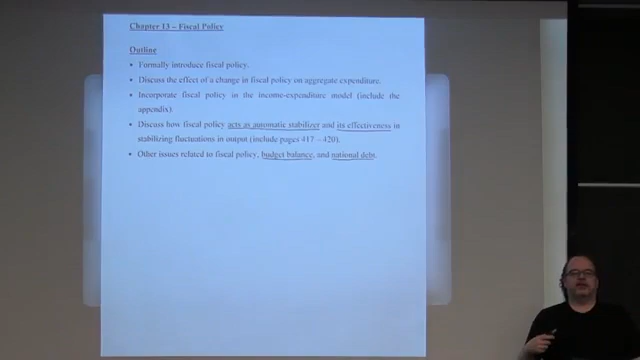 Chapter 13 – Fiscal Policy
Outline
• Formally introduce fiscal policy.
• Discuss the effect of a change in fiscal policy on aggregate expenditure.
• Incorporate fiscal policy in the income-expenditure model (include the
appendix)
• Discuss how fiscal policy acts as automatic stabilizer and its effectiveness in
stabilizing fluctuations in output (include pages 417 – 420).
• Other issues related to fiscal policy, budget balance, and national debt.